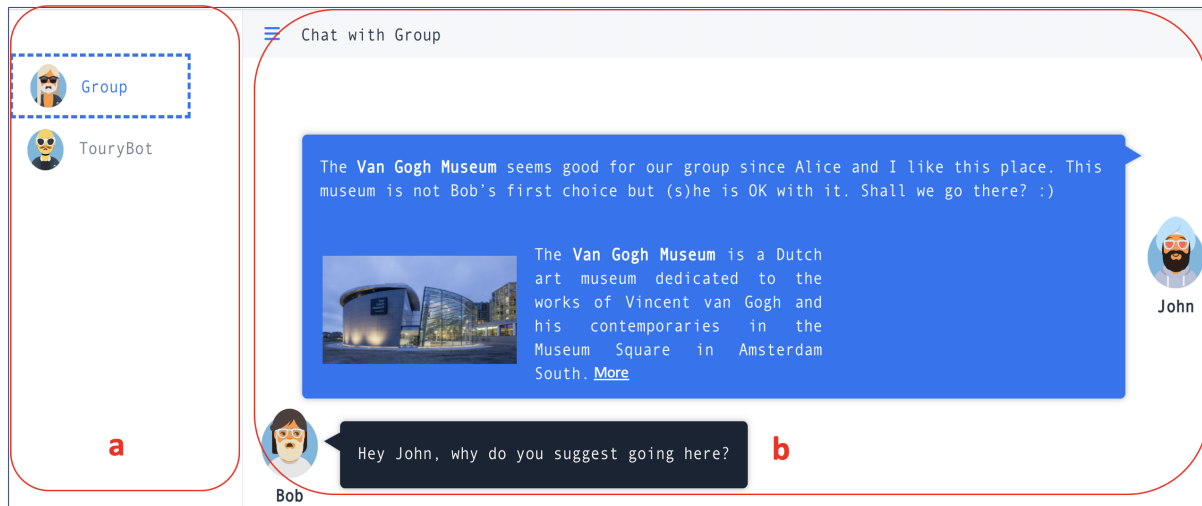 Chat with Group
Group
TouryBot
a
The Van Gogh Museum seems good for our group since Alice and I like this place. This
museum is not Bob's first choice but (s)he is OK with it. Shall we go there? :)
The Van Gogh Museum is a Dutch
art museum dedicated to the
works of Vincent van Gogh and
his contemporaries in the
Museum Square in Amsterdam
South. More
John
Hey John, why do you suggest going here?
b
Bob